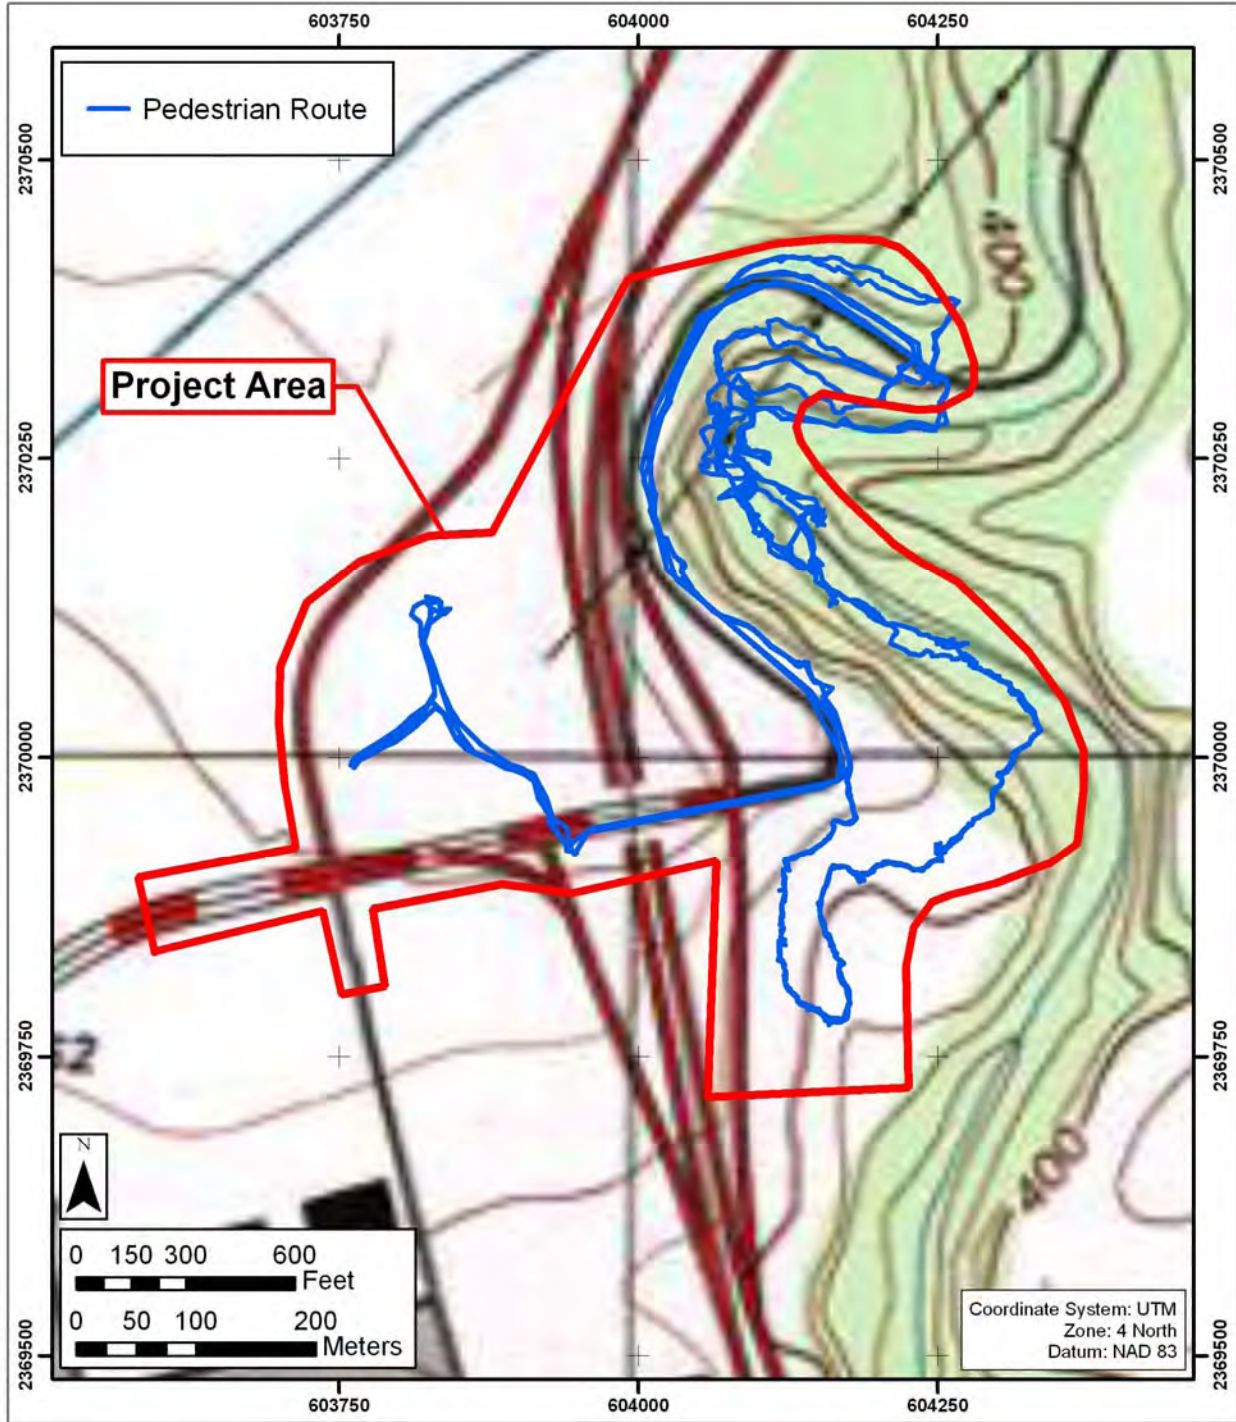 603750 604000 604250
Pedestrian Route
2370500 2370500
400
Project Area
2370250 2370250
2370000 2370000
2369750 2369750
400
N
0 150 300 600
Feet
0 50 100 200
Meters
Coordinate System: UTM
Zone: 4 North
Datum: NAD 83
2369500 2369500
603750 604000 604250